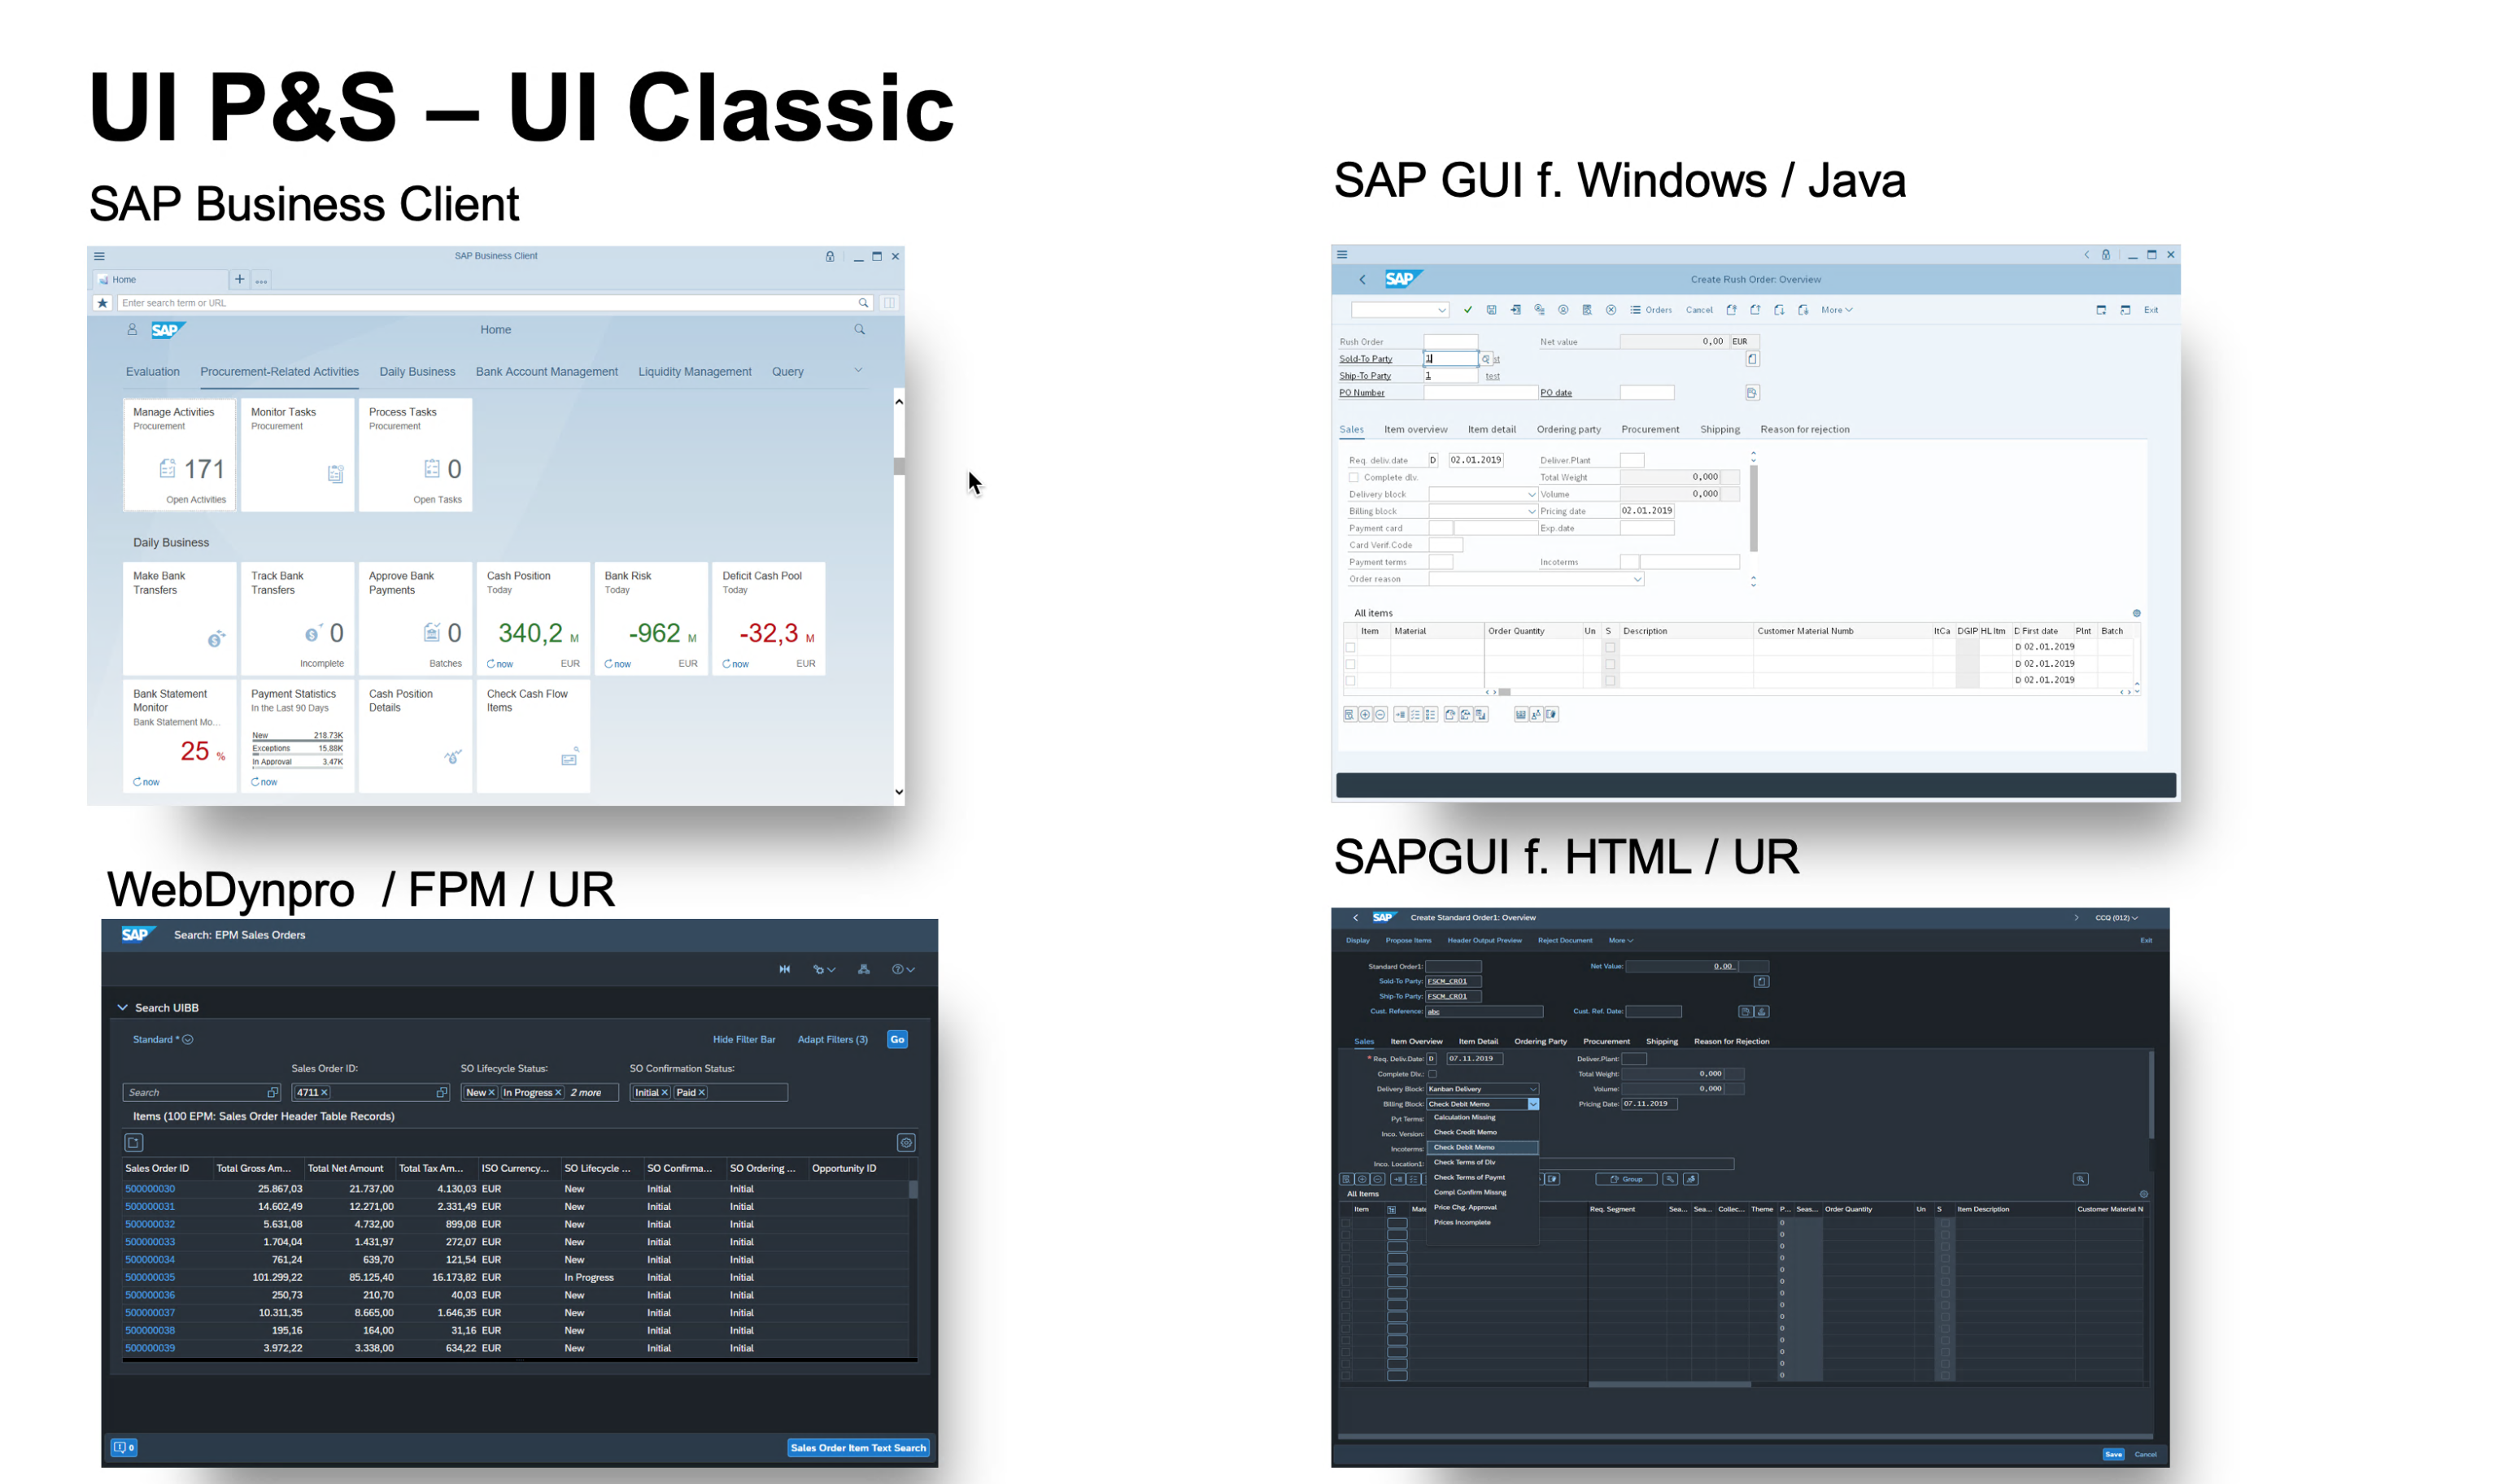 UI P&S – UI Classic
SAP Business Client
SAP Business Client
Home
Enter search term or URL
SAP
Home
Evaluation Procurement-Related Activities Daily Business Bank Account Management Liquidity Management Query
Manage Activities Monitor Tasks Process Tasks
Procurement Procurement Procurement
171 0
Open Activities Open Tasks
Daily Business
Make Bank Track Bank Approve Bank Cash Position Bank Risk Deficit Cash Pool
Transfers Transfers Payments Today Today Today
0 0 340,2 M -962 M -32,3 M
Incomplete Batches now EUR now EUR now EUR
Bank Statement Payment Statistics Cash Position Check Cash Flow
Monitor In the Last 90 Days Details Items
Bank Statement Mo...
New 218.73K
25 % Exceptions 15.88K
In Approval 3.47K
now now
SAP GUI f. Windows / Java
SAP Create Rush Order: Overview
Orders Cancel More Exit
Rush Order Net value 0,00 EUR
Sold-To Party 1 st
Ship-To Party 1 test
PO Number PO date
Sales Item overview Item detail Ordering party Procurement Shipping Reason for rejection
Req. deliv.date D 02.01.2019 Deliver.Plant
Complete dlv. Total Weight 0,000
Delivery block Volume 0,000
Billing block Pricing date 02.01.2019
Payment card Exp.date
Card Verif.Code
Payment terms Incoterms
Order reason
All items
Item Material Order Quantity Un S Description Customer Material Numb ItCa DGIP HL Itm D First date Plnt Batch
D 02.01.2019
D 02.01.2019
D 02.01.2019
WebDynpro / FPM / UR
SAP Search: EPM Sales Orders
Search UIBB
Standard * Hide Filter Bar Adapt Filters (3) Go
Sales Order ID: SO Lifecycle Status: SO Confirmation Status:
Search 4711 New In Progress 2 more Initial Paid
Items (100 EPM: Sales Order Header Table Records)
Sales Order ID Total Gross Am... Total Net Amount Total Tax Am... ISO Currency... SO Lifecycle ... SO Confirma... SO Ordering ... Opportunity ID
500000030 25.867,03 21.737,00 4.130,03 EUR New Initial Initial
500000031 14.602,49 12.271,00 2.331,49 EUR New Initial Initial
500000032 5.631,08 4.732,00 899,08 EUR New Initial Initial
500000033 1.704,04 1.431,97 272,07 EUR New Initial Initial
500000034 761,24 639,70 121,54 EUR New Initial Initial
500000035 101.299,22 85.125,40 16.173,82 EUR In Progress Initial Initial
500000036 250,73 210,70 40,03 EUR New Initial Initial
500000037 10.311,35 8.665,00 1.646,35 EUR New Initial Initial
500000038 195,16 164,00 31,16 EUR New Initial Initial
500000039 3.972,22 3.338,00 634,22 EUR New Initial Initial
0 Sales Order Item Text Search
SAPGUI f. HTML / UR
SAP Create Standard Order1: Overview CCQ (012)
Display Propose Items Header Output Preview Reject Document More Exit
Standard Order1: Net Value: 0.00
Sold-To Party: FSCM_CR01
Ship-To Party: FSCM_CR01
Cust. Reference: abc Cust. Ref. Date:
Sales Item Overview Item Detail Ordering Party Procurement Shipping Reason for Rejection
* Req. Deliv.Date: D 07.11.2019 Deliver.Plant:
Complete Dlv.: Total Weight: 0,000
Delivery Block: Kanban Delivery Volume: 0,000
Billing Block: Check Debit Memo Pricing Date: 07.11.2019
Pyt Terms: Calculation Missing
Inco. Version: Check Credit Memo
Incoterms: Check Debit Memo
Inco. Location1: Check Terms of Dlv
Check Terms of Paymt
Group
Compl Confirm Missng
All Items
Price Chg. Approval
Item Mate Req. Segment Sea... Sea... Collec... Theme P... Seas... Order Quantity Un S Item Description Customer Material N
Prices Incomplete
0
0
0
0
0
0
0
0
0
0
0
0
0
0
Save Cancel